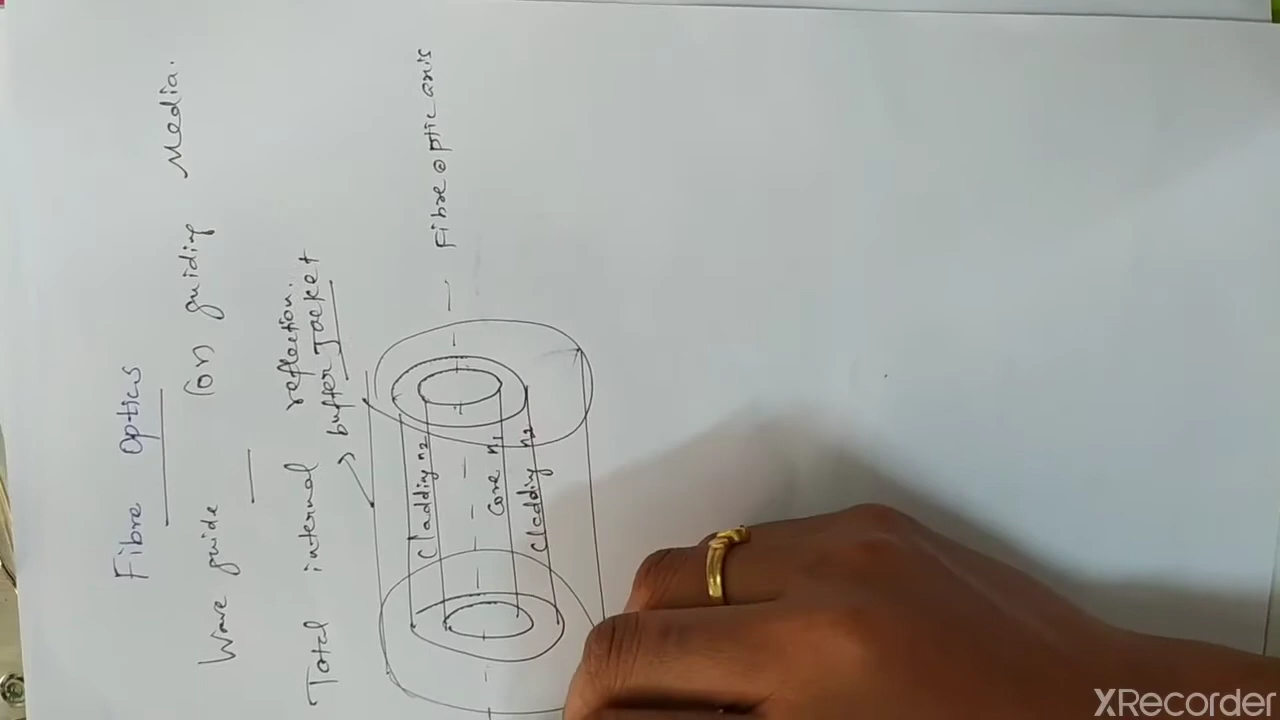 Fibre Optics
Wave guide (or) guiding Media.
Total internal reflection.
buffer Jacket
Cladding n2
Fibre optic axis
Core n1
Cladding n2
XRecorder